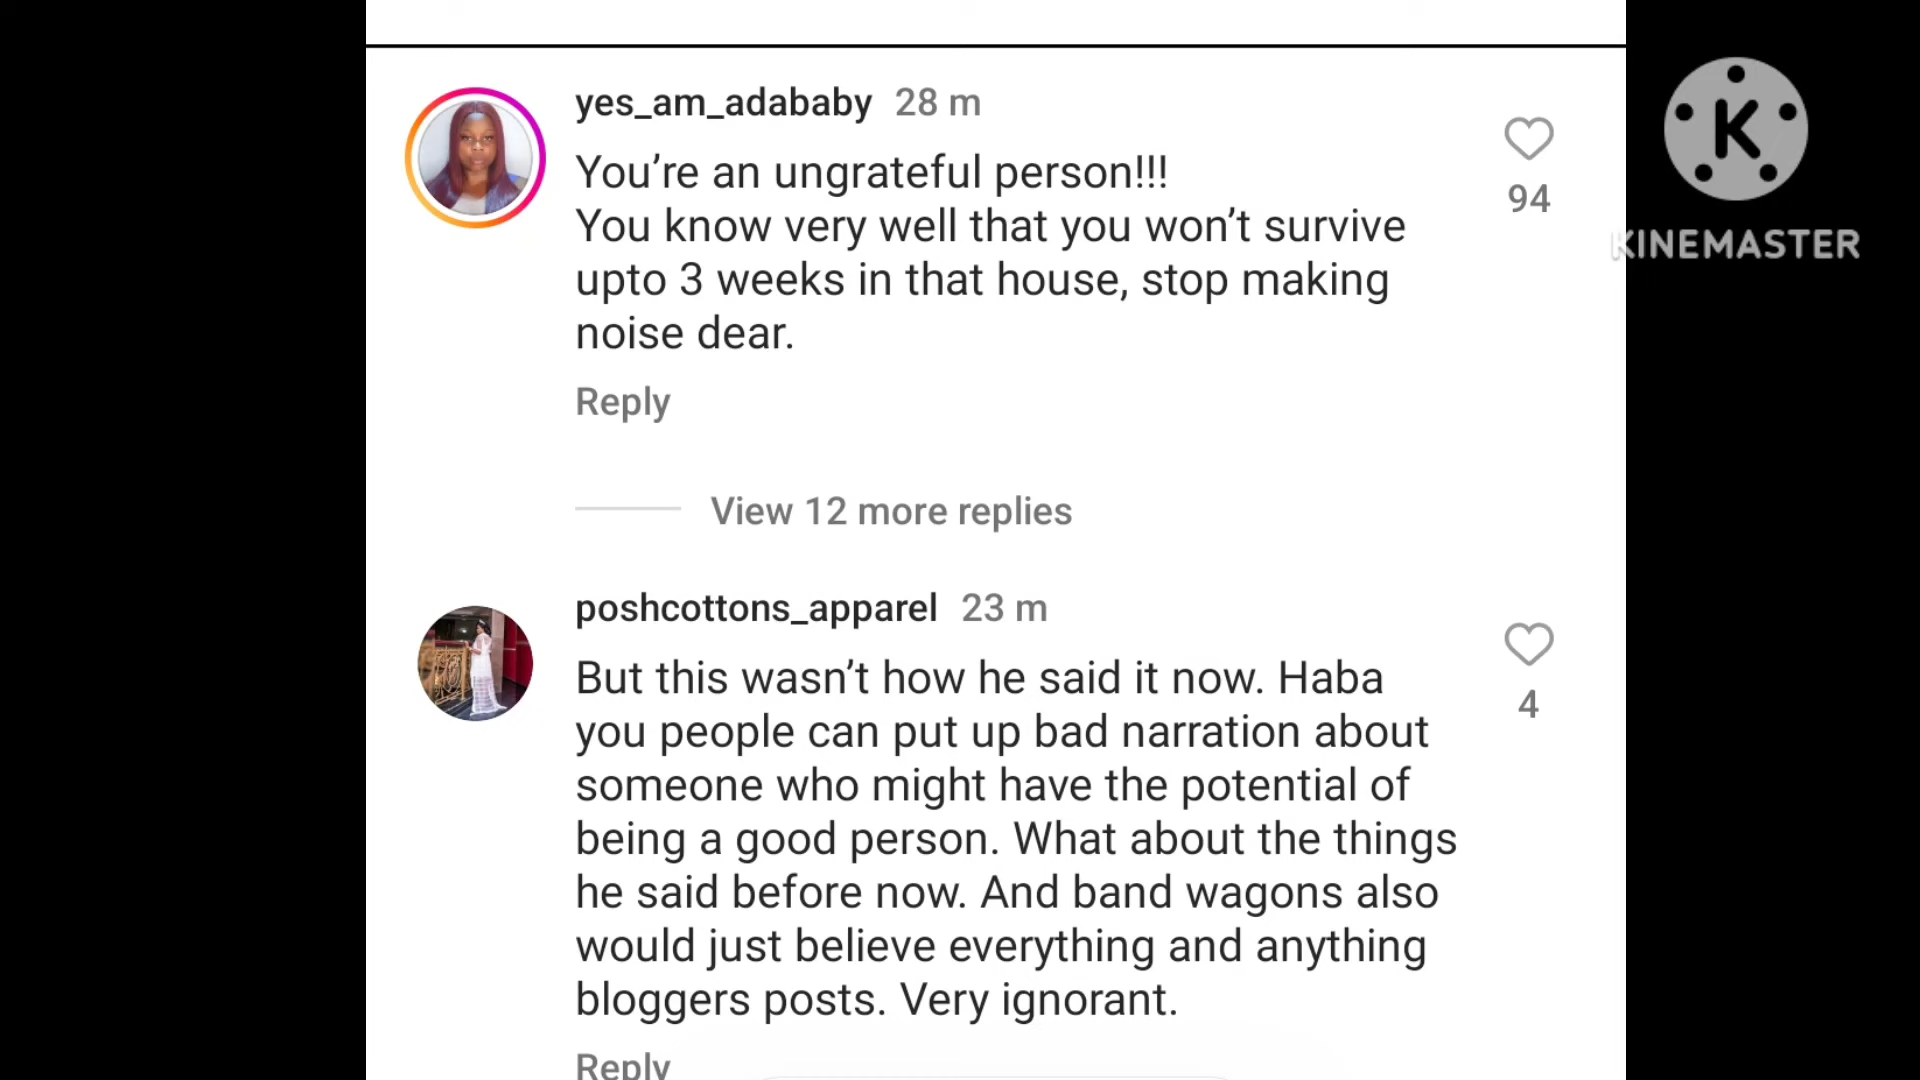 yes_am_adababy 28 m
You’re an ungrateful person!!!
You know very well that you won’t survive
upto 3 weeks in that house, stop making
noise dear.
94
Reply
View 12 more replies
poshcottons_apparel 23 m
But this wasn’t how he said it now. Haba
you people can put up bad narration about
someone who might have the potential of
being a good person. What about the things
he said before now. And band wagons also
would just believe everything and anything
bloggers posts. Very ignorant.
4
Reply
K
KINEMASTER